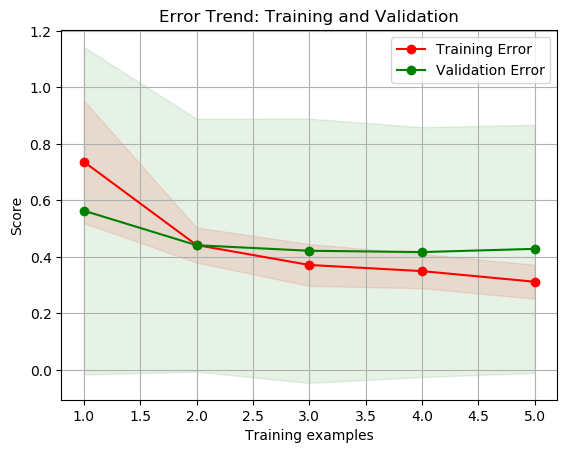 Error Trend: Training and Validation
Training Error
Validation Error
Score
1.2
1.0
0.8
0.6
0.4
0.2
0.0
1.0 1.5 2.0 2.5 3.0 3.5 4.0 4.5 5.0
Training examples